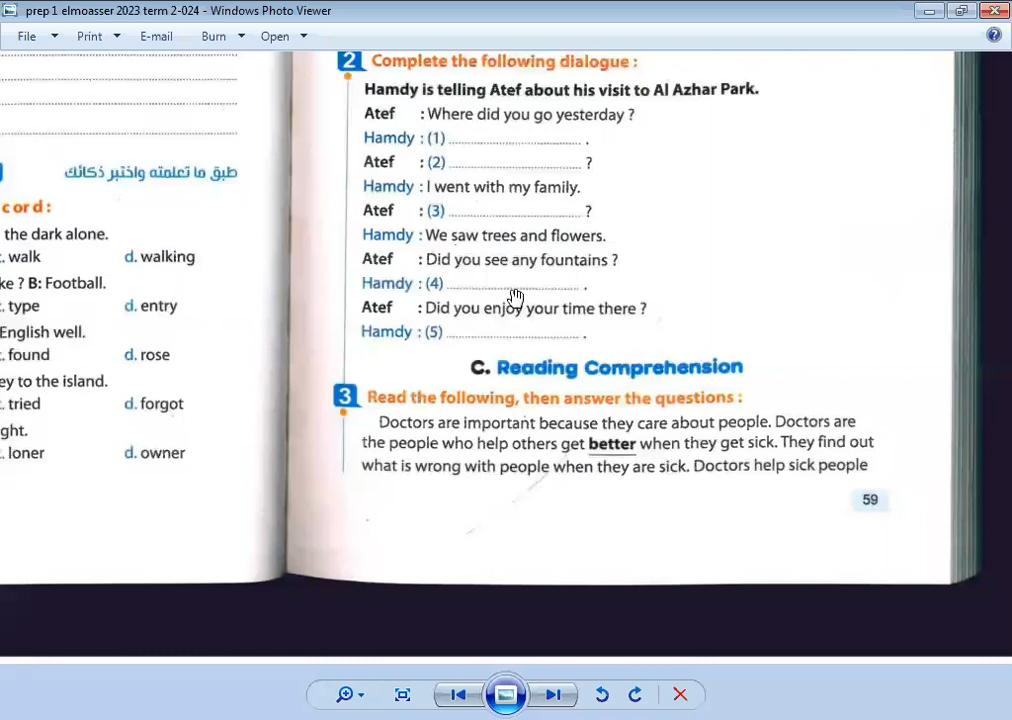 prep 1 elmoasser 2023 term 2-024 - Windows Photo Viewer
File Print E-mail Burn Open
طبق ما تعلمته واختبر ذكائك
c or d :
the dark alone.
. walk d. walking
ke ? B: Football.
. type d. entry
English well.
. found d. rose
ey to the island.
. tried d. forgot
ght.
. loner d. owner
2 Complete the following dialogue :
Hamdy is telling Atef about his visit to Al Azhar Park.
Atef : Where did you go yesterday ?
Hamdy : (1) .................... .
Atef : (2) .................... ?
Hamdy : I went with my family.
Atef : (3) .................... ?
Hamdy : We saw trees and flowers.
Atef : Did you see any fountains ?
Hamdy : (4) .................... .
Atef : Did you enjoy your time there ?
Hamdy : (5) .................... .
C. Reading Comprehension
3 Read the following, then answer the questions :
Doctors are important because they care about people. Doctors are
the people who help others get better when they get sick. They find out
what is wrong with people when they are sick. Doctors help sick people
59